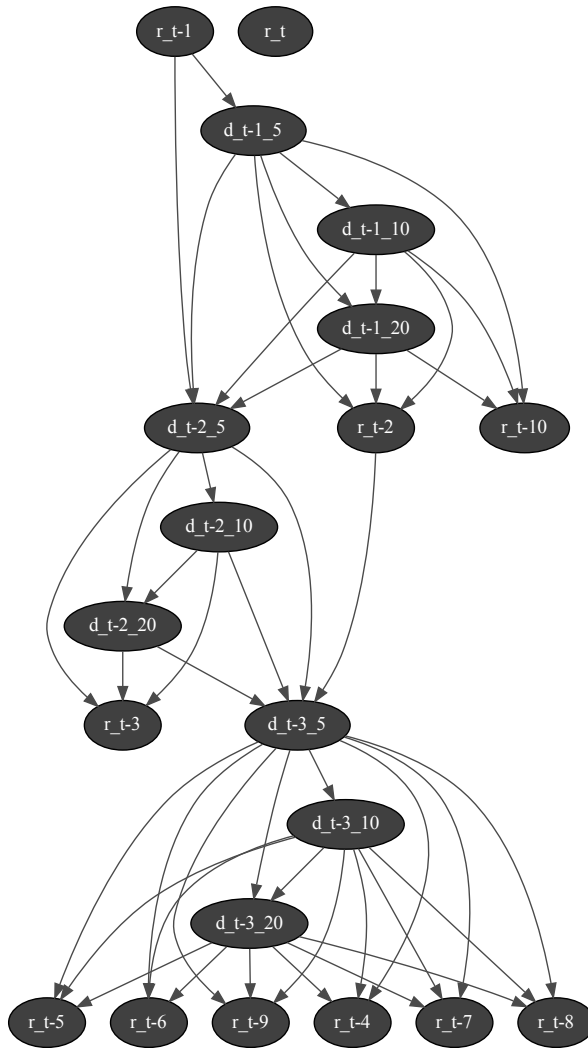 r_t-1
r_t
d_t-1_5
d_t-1_10
d_t-1_20
d_t-2_5
r_t-2
r_t-10
d_t-2_10
d_t-2_20
r_t-3
d_t-3_5
d_t-3_10
d_t-3_20
r_t-5
r_t-6
r_t-9
r_t-4
r_t-7
r_t-8